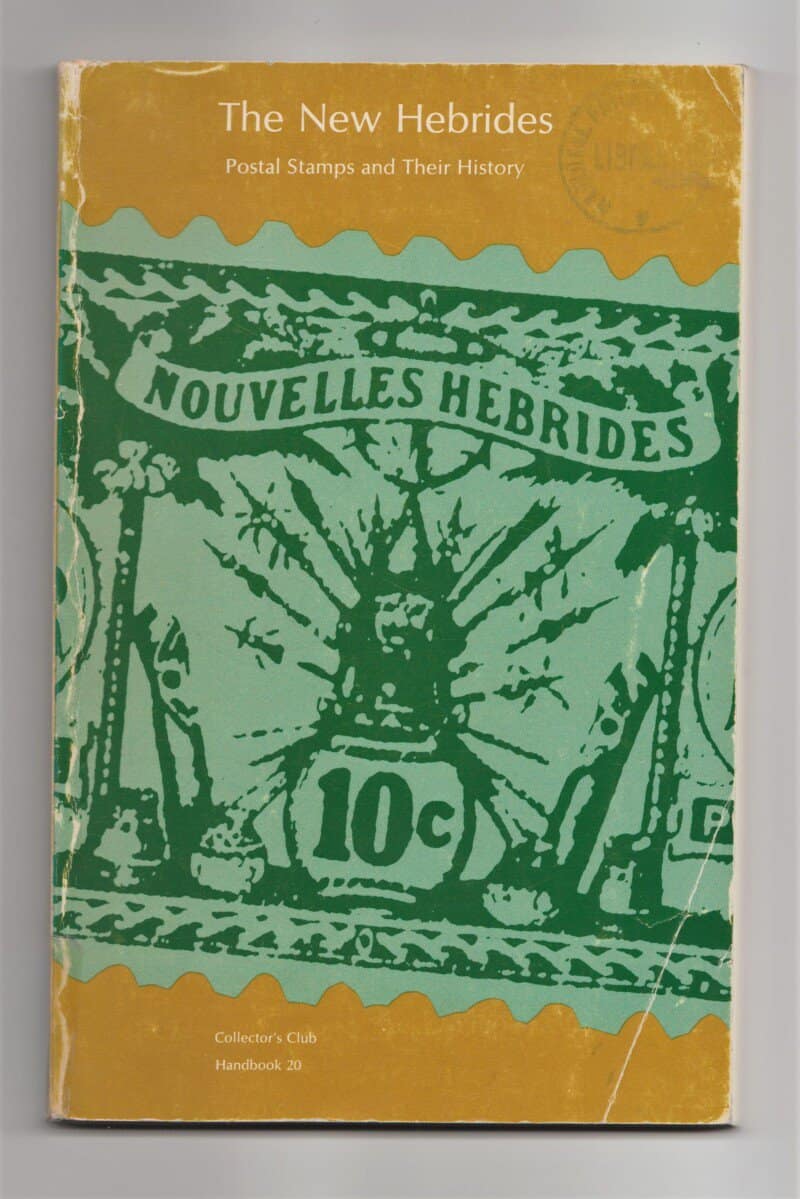 The New Hebrides
Postal Stamps and Their History
NOUVELLES HEBRIDES
10c
P
Collector's Club
Handbook 20